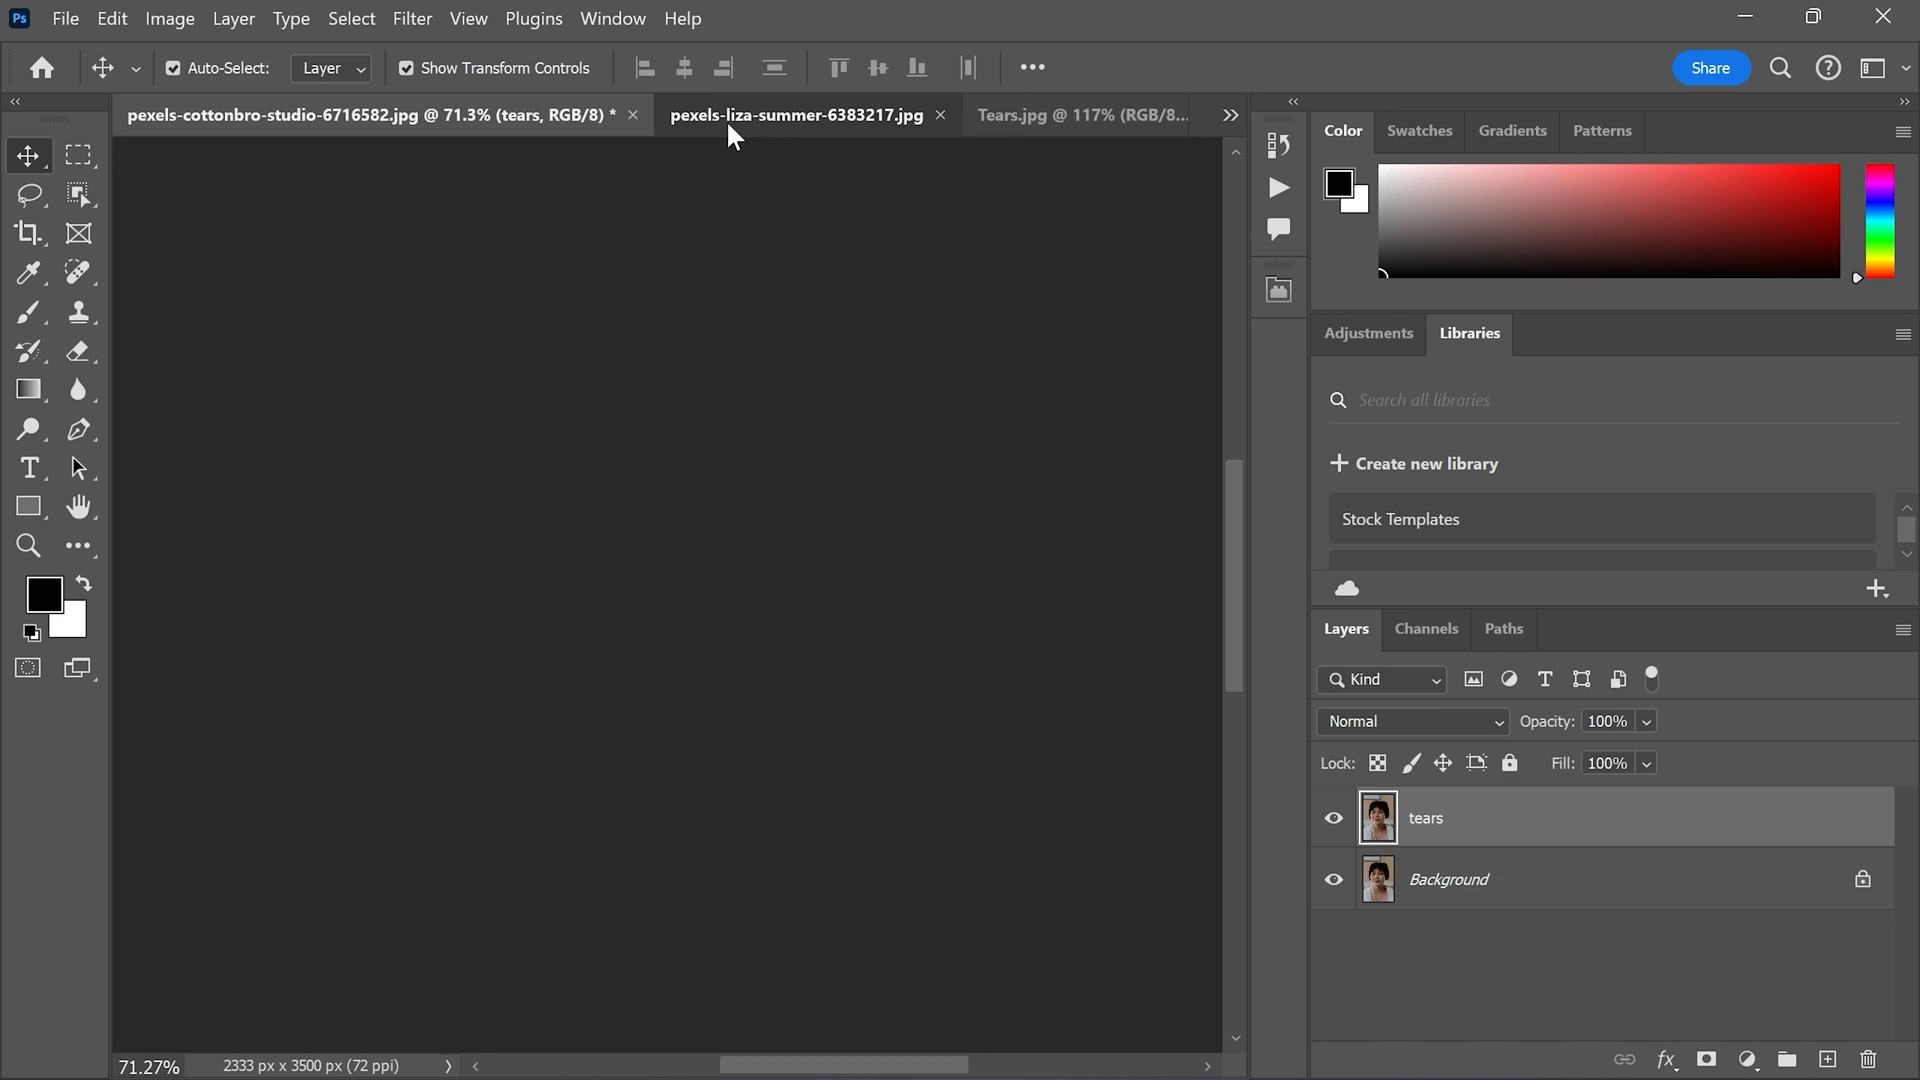 Ps File Edit Image Layer Type Select Filter View Plugins Window Help
Auto-Select: Layer Show Transform Controls Share
pexels-cottonbro-studio-6716582.jpg @ 71.3% (tears, RGB/8) * pexels-liza-summer-6383217.jpg Tears.jpg @ 117% (RGB/8...
Color Swatches Gradients Patterns
Adjustments Libraries
Search all libraries
Create new library
Stock Templates
Layers Channels Paths
Kind
Normal Opacity: 100%
Lock: Fill: 100%
tears
Background
71.27% 2333 px x 3500 px (72 ppi)